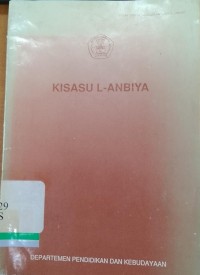 KISASU L-ANBIYA
29
S
DEPARTEMEN PENDIDIKAN DAN KEBUDAYAAN